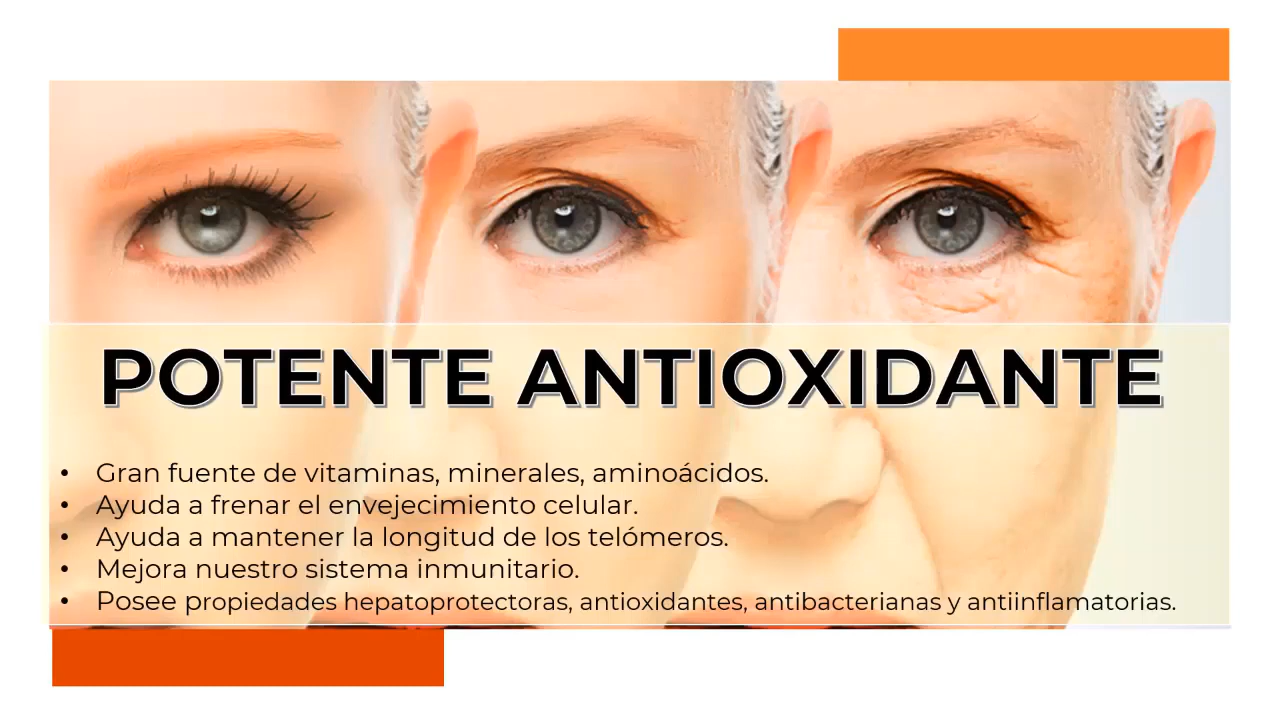 POTENTE ANTIOXIDANTE
• Gran fuente de vitaminas, minerales, aminoácidos.
• Ayuda a frenar el envejecimiento celular.
• Ayuda a mantener la longitud de los telómeros.
• Mejora nuestro sistema inmunitario.
• Posee propiedades hepatoprotectoras, antioxidantes, antibacterianas y antiinflamatorias.